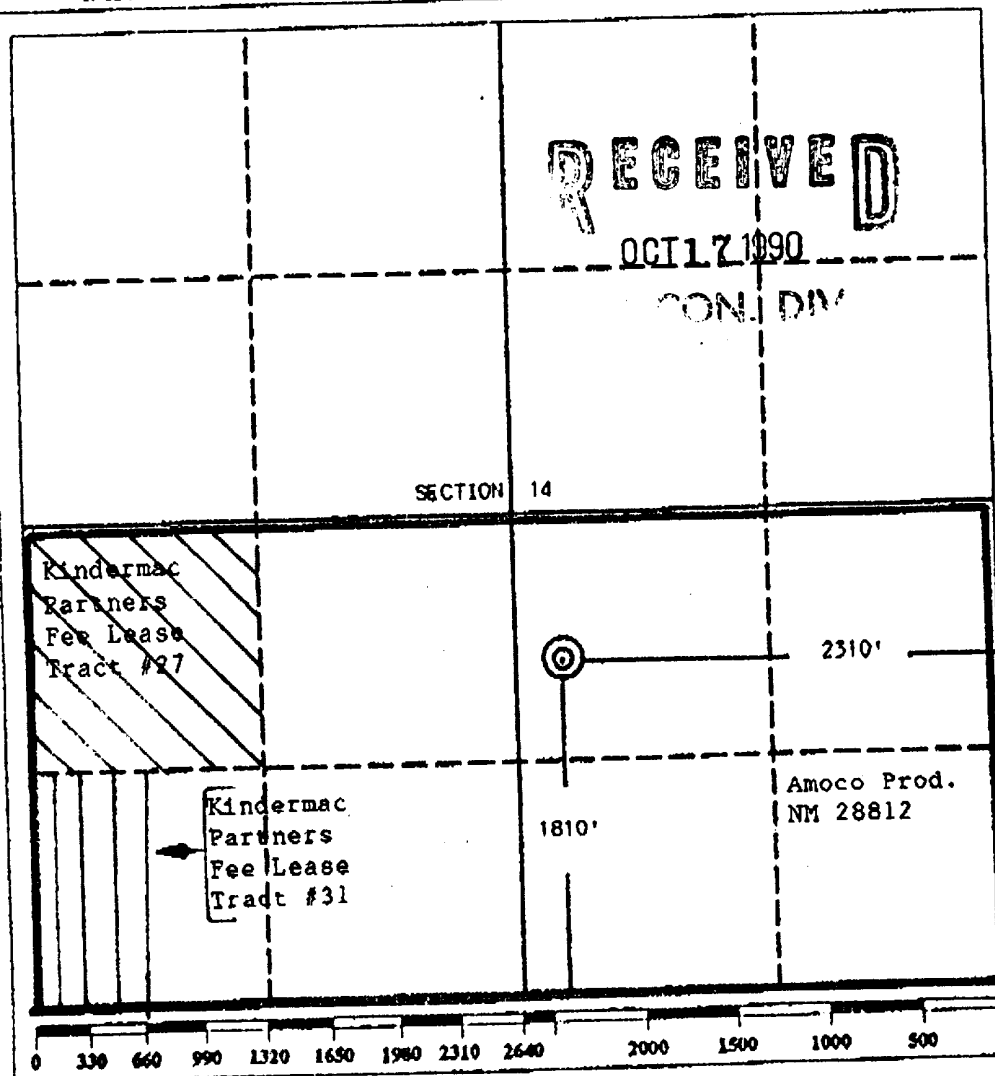 RECEIVED
OCT 17 1990
CON. DIV
SECTION 14
Kindermac
Partners
Fee Lease
Tract #27
2310'
Kindermac
Partners
Fee Lease
Tract #31
1810'
Amoco Prod.
NM 28812
0 330 660 990 1320 1650 1980 2310 2640 2000 1500 1000 500